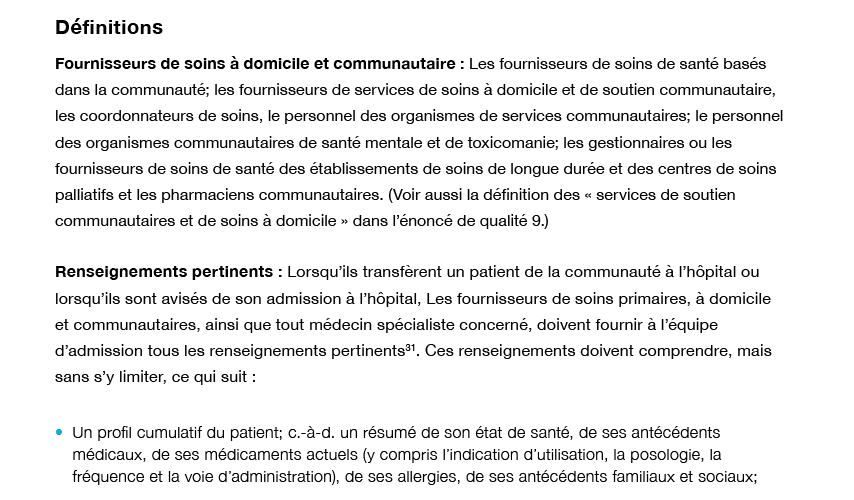 Définitions
Fournisseurs de soins à domicile et communautaire : Les fournisseurs de soins de santé basés
dans la communauté; les fournisseurs de services de soins à domicile et de soutien communautaire,
les coordonnateurs de soins, le personnel des organismes de services communautaires; le personnel
des organismes communautaires de santé mentale et de toxicomanie; les gestionnaires ou les
fournisseurs de soins de santé des établissements de soins de longue durée et des centres de soins
palliatifs et les pharmaciens communautaires. (Voir aussi la définition des « services de soutien
communautaires et de soins à domicile » dans l’énoncé de qualité 9.)
Renseignements pertinents : Lorsqu’ils transfèrent un patient de la communauté à l’hôpital ou
lorsqu’ils sont avisés de son admission à l’hôpital, Les fournisseurs de soins primaires, à domicile
et communautaires, ainsi que tout médecin spécialiste concerné, doivent fournir à l’équipe
d’admission tous les renseignements pertinents³¹. Ces renseignements doivent comprendre, mais
sans s’y limiter, ce qui suit :
• Un profil cumulatif du patient; c.-à-d. un résumé de son état de santé, de ses antécédents
médicaux, de ses médicaments actuels (y compris l’indication d’utilisation, la posologie, la
fréquence et la voie d’administration), de ses allergies, de ses antécédents familiaux et sociaux;